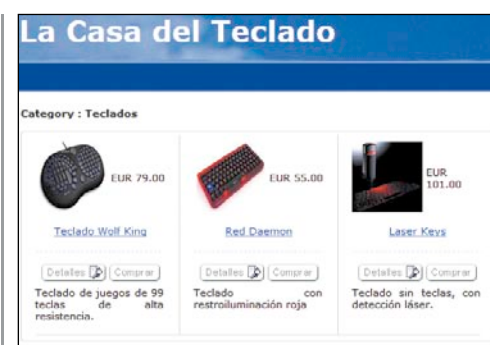 La Casa del Teclado
Category : Teclados
EUR 79.00
EUR 55.00
EUR
101.00
Teclado Wolf King
Red Daemon
Laser Keys
Detalles Comprar
Detalles Comprar
Detalles Comprar
Teclado de juegos de 99
teclas de alta
resistencia.
Teclado con
restroiluminación roja
Teclado sin teclas, con
detección láser.